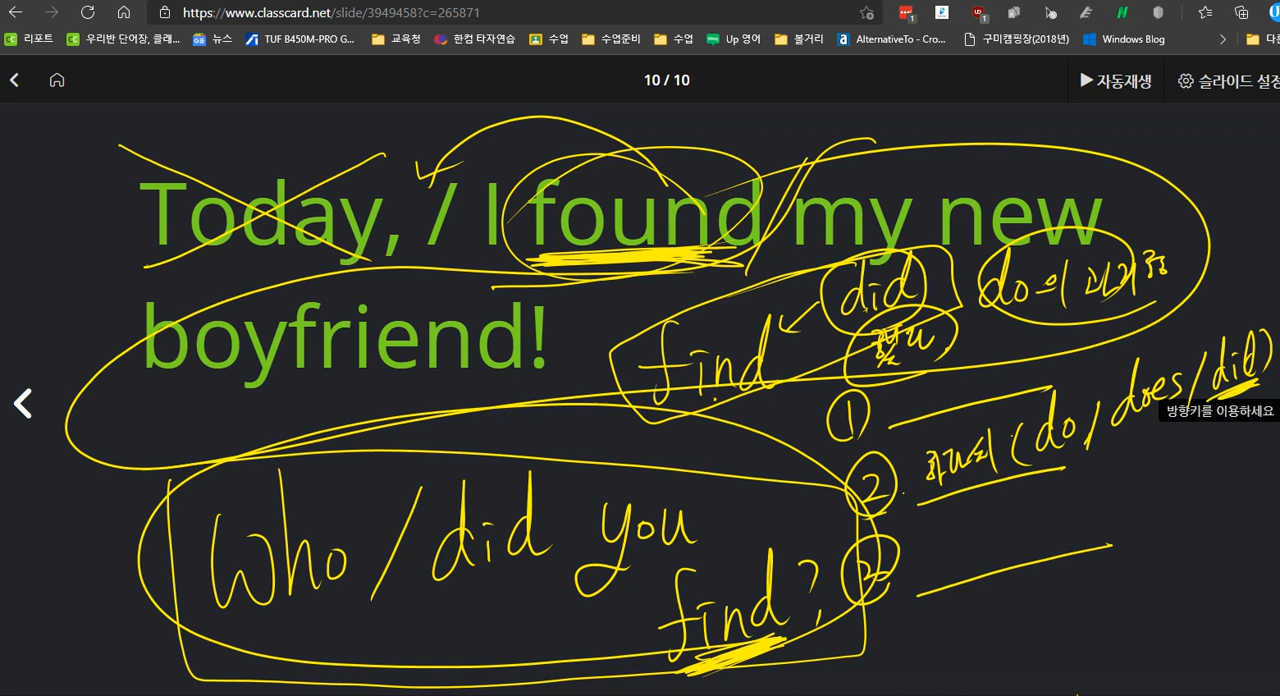 https://www.classcard.net/slide/3949458?c=265871
리포트 우리반 단어장, 클래... 뉴스 TUF B450M-PRO G... 교육청 한컴 타자연습 수업 수업준비 수업 Up 영어 볼거리 AlternativeTo - Cro... 구미캠핑장(2018년) Windows Blog 다른
10 / 10 ▶ 자동재생 슬라이드 설정
Today, / I found my new
boyfriend!
did do의 과거형
find
①
does/did)
방향키를 이용하세요
② (do,
Who / did you
find?